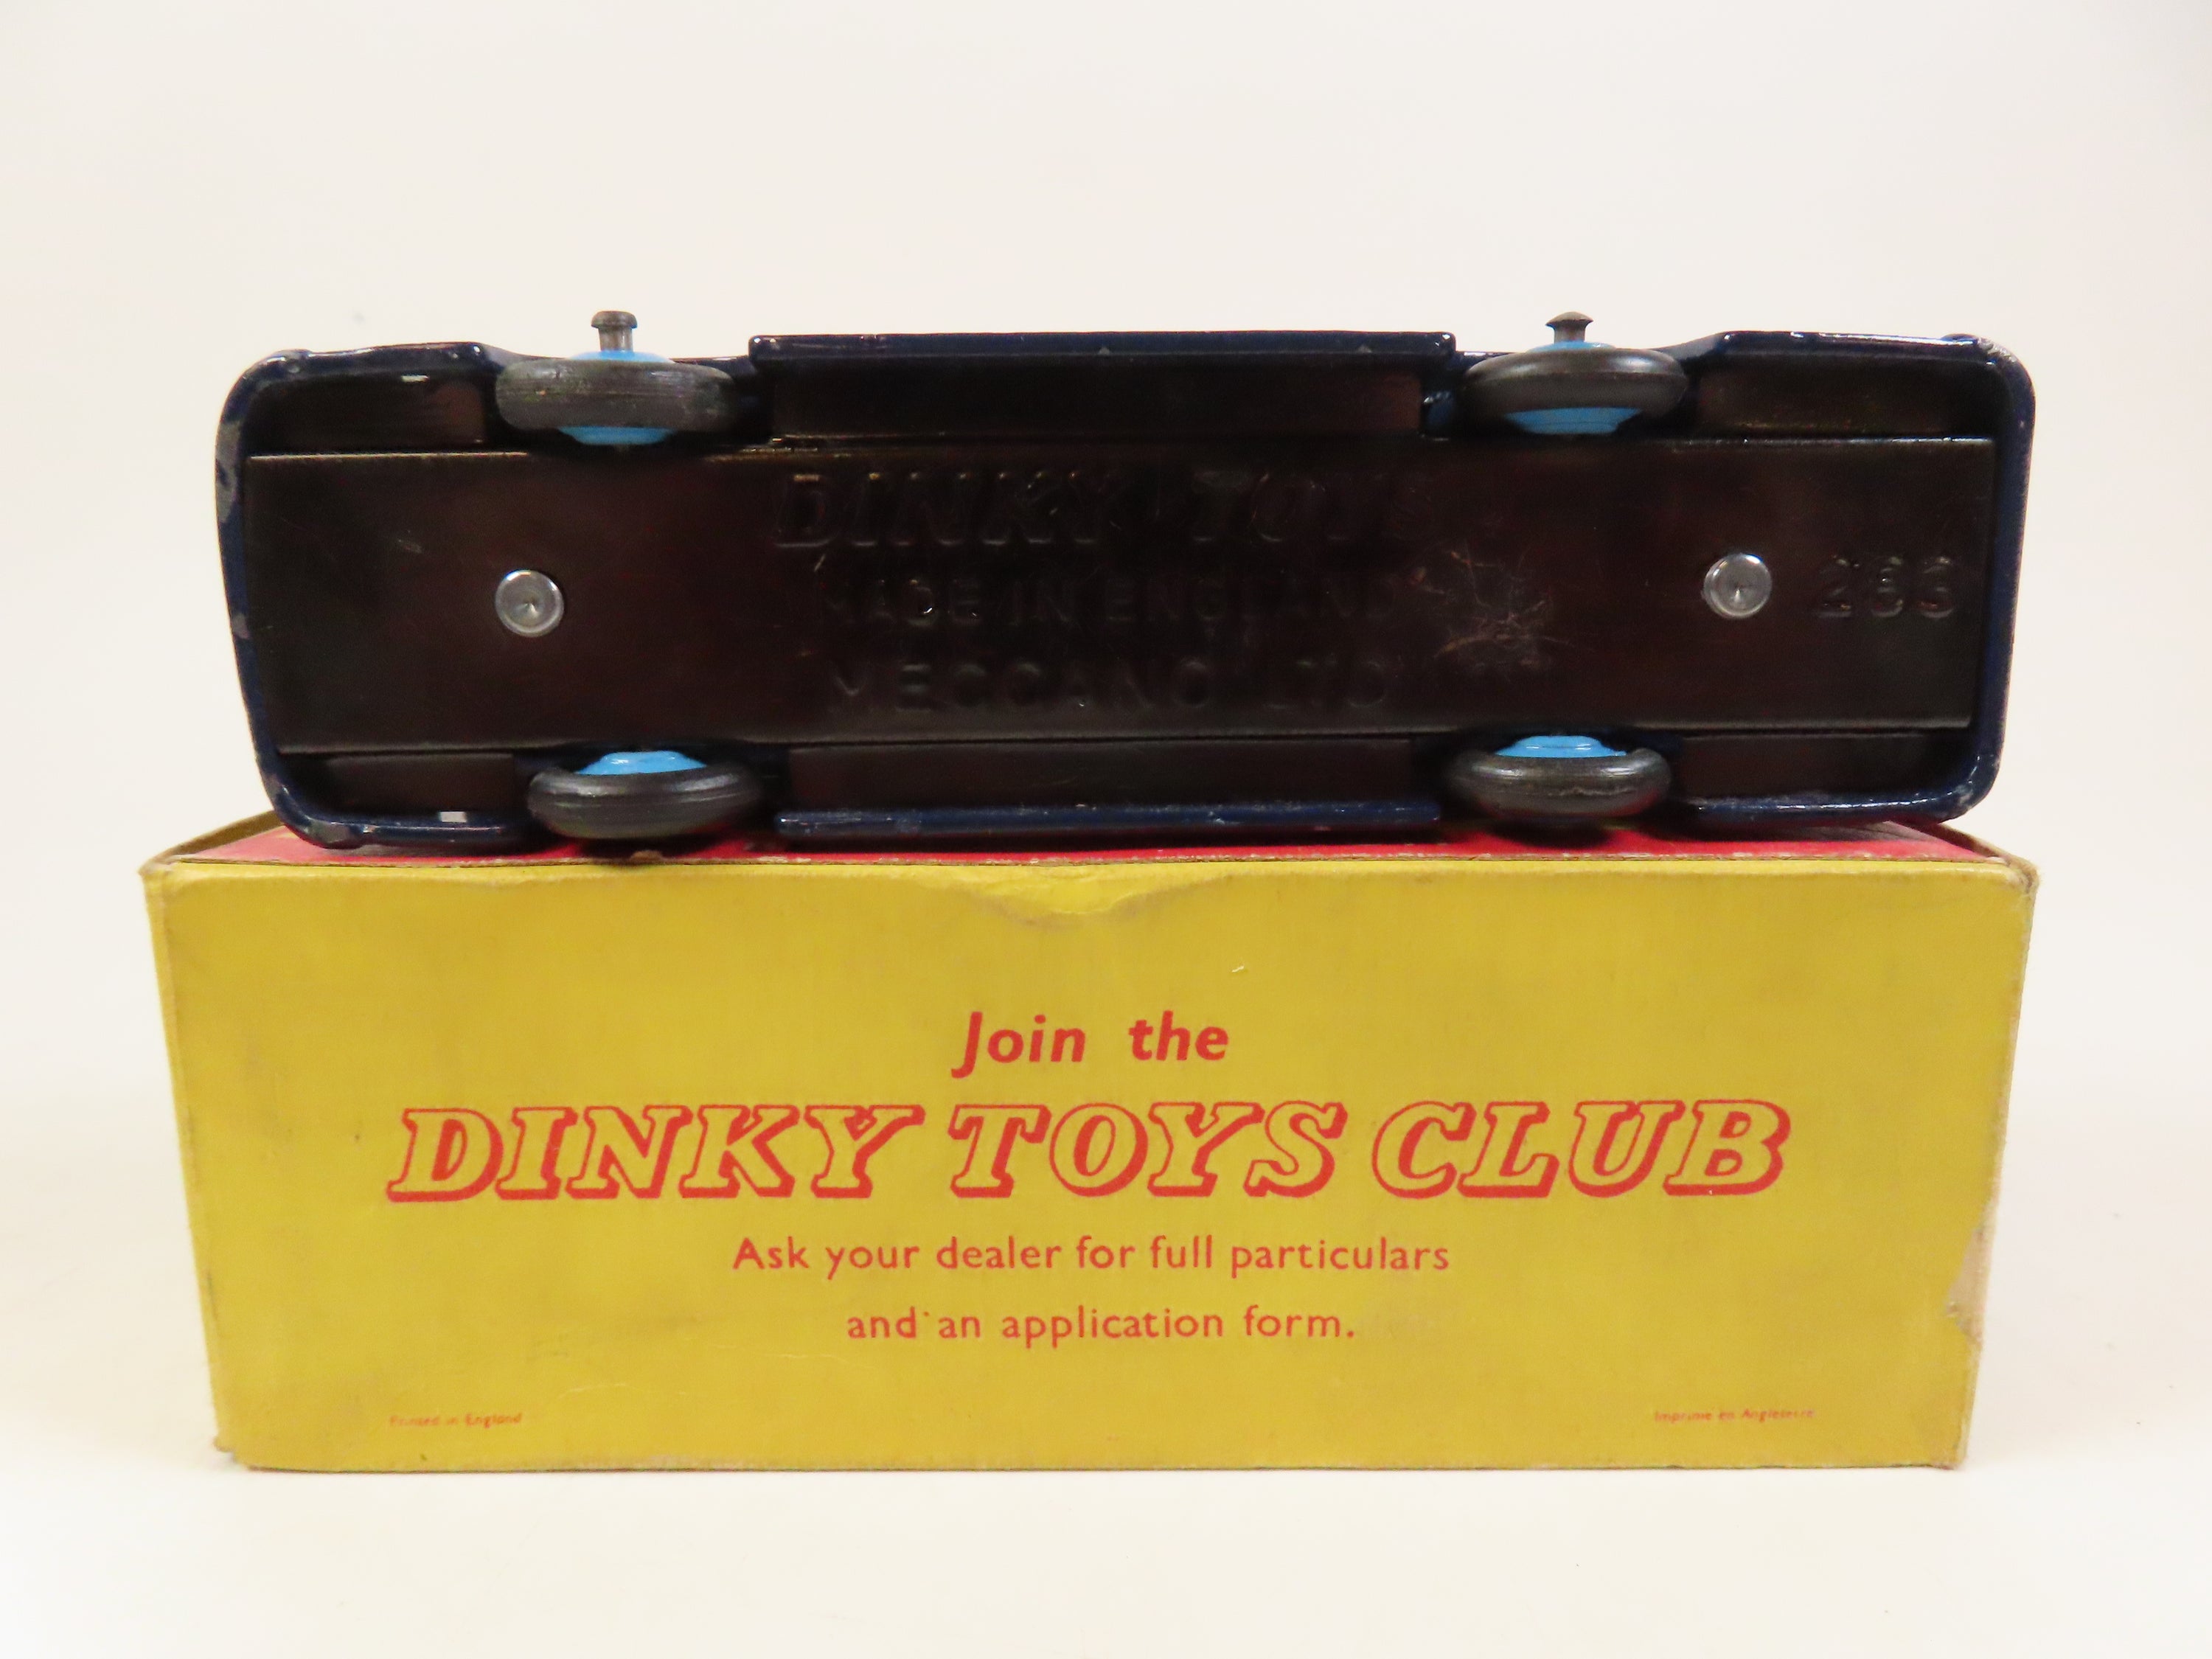 DINKY TOYS
MADE IN ENGLAND
MECCANO LTD
283
Join the
DINKY TOYS CLUB
Ask your dealer for full particulars
and an application form.
Printed in England
Imprimé en Angleterre